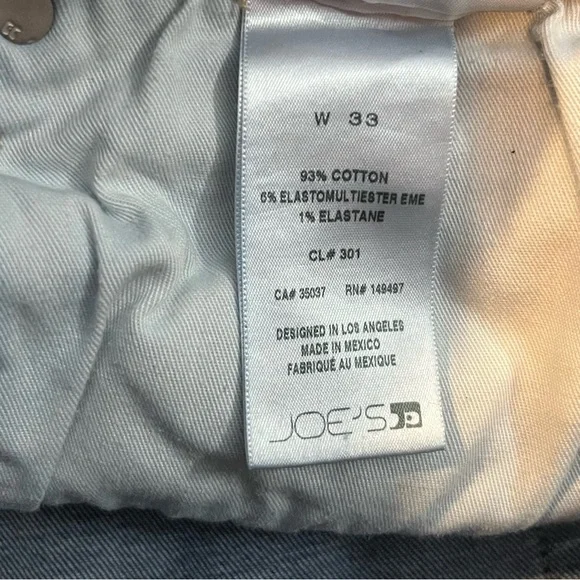 W 33
93% COTTON
6% ELASTOMULTIESTER EME
1% ELASTANE
CL# 301
CA# 35037 RN# 149497
DESIGNED IN LOS ANGELES
MADE IN MEXICO
FABRIQUÉ AU MEXIQUE
JOE'S